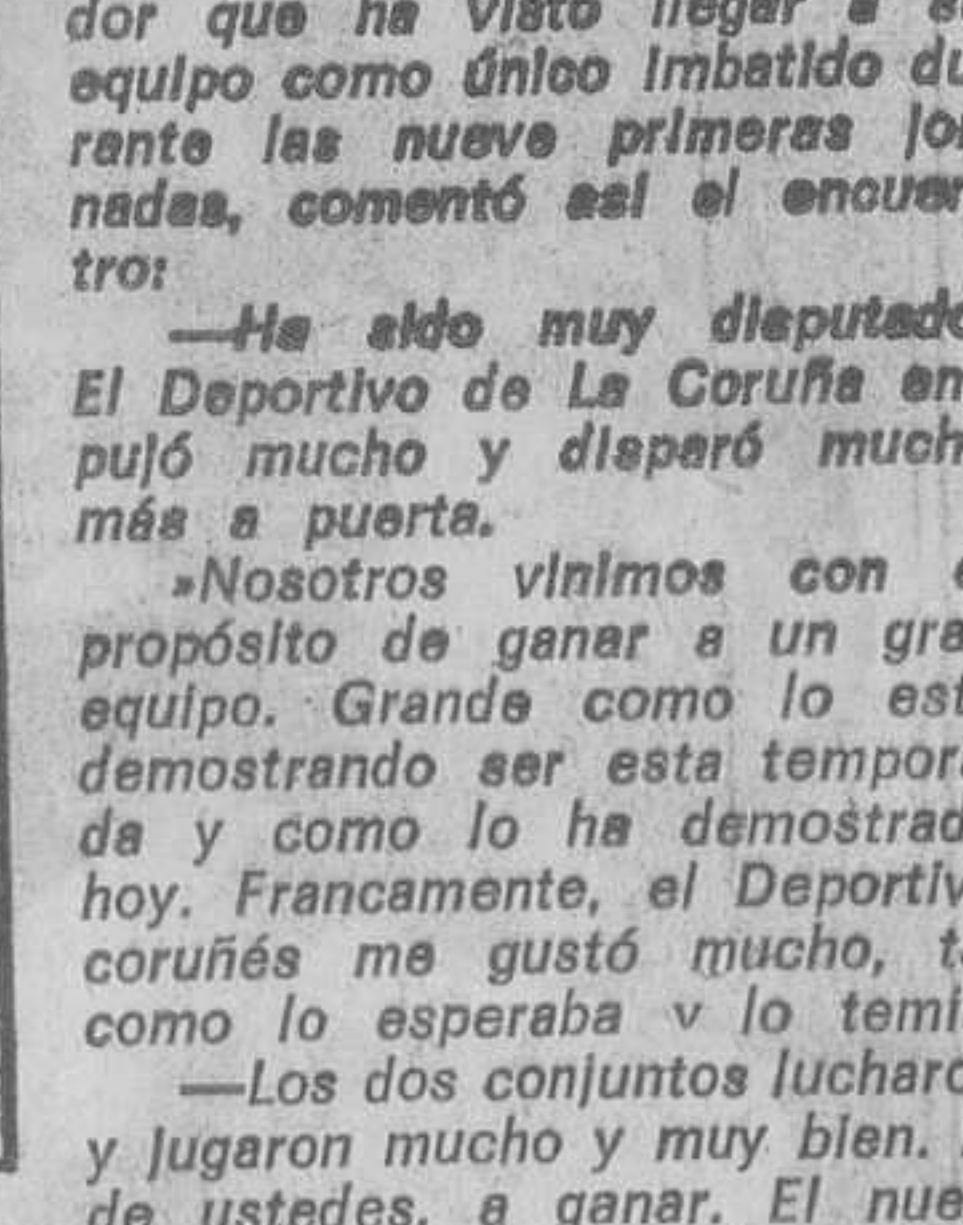 dor que ha visto llegar a s
equipo como único imbatido du
rante las nueve primeras jor
nadas, comentó así el encuen
tro:
—Ha sido muy disputado
El Deportivo de La Coruña em
pujó mucho y disparó much
más a puerta.
»Nosotros vinimos con e
propósito de ganar a un gra
equipo. Grande como lo est
demostrando ser esta tempora
da y como lo ha demostrad
hoy. Francamente, el Deportiv
coruñés me gustó mucho, ta
como lo esperaba y lo temí
—Los dos conjuntos lucharo
y jugaron mucho y muy bien.
de ustedes, a ganar. El nue